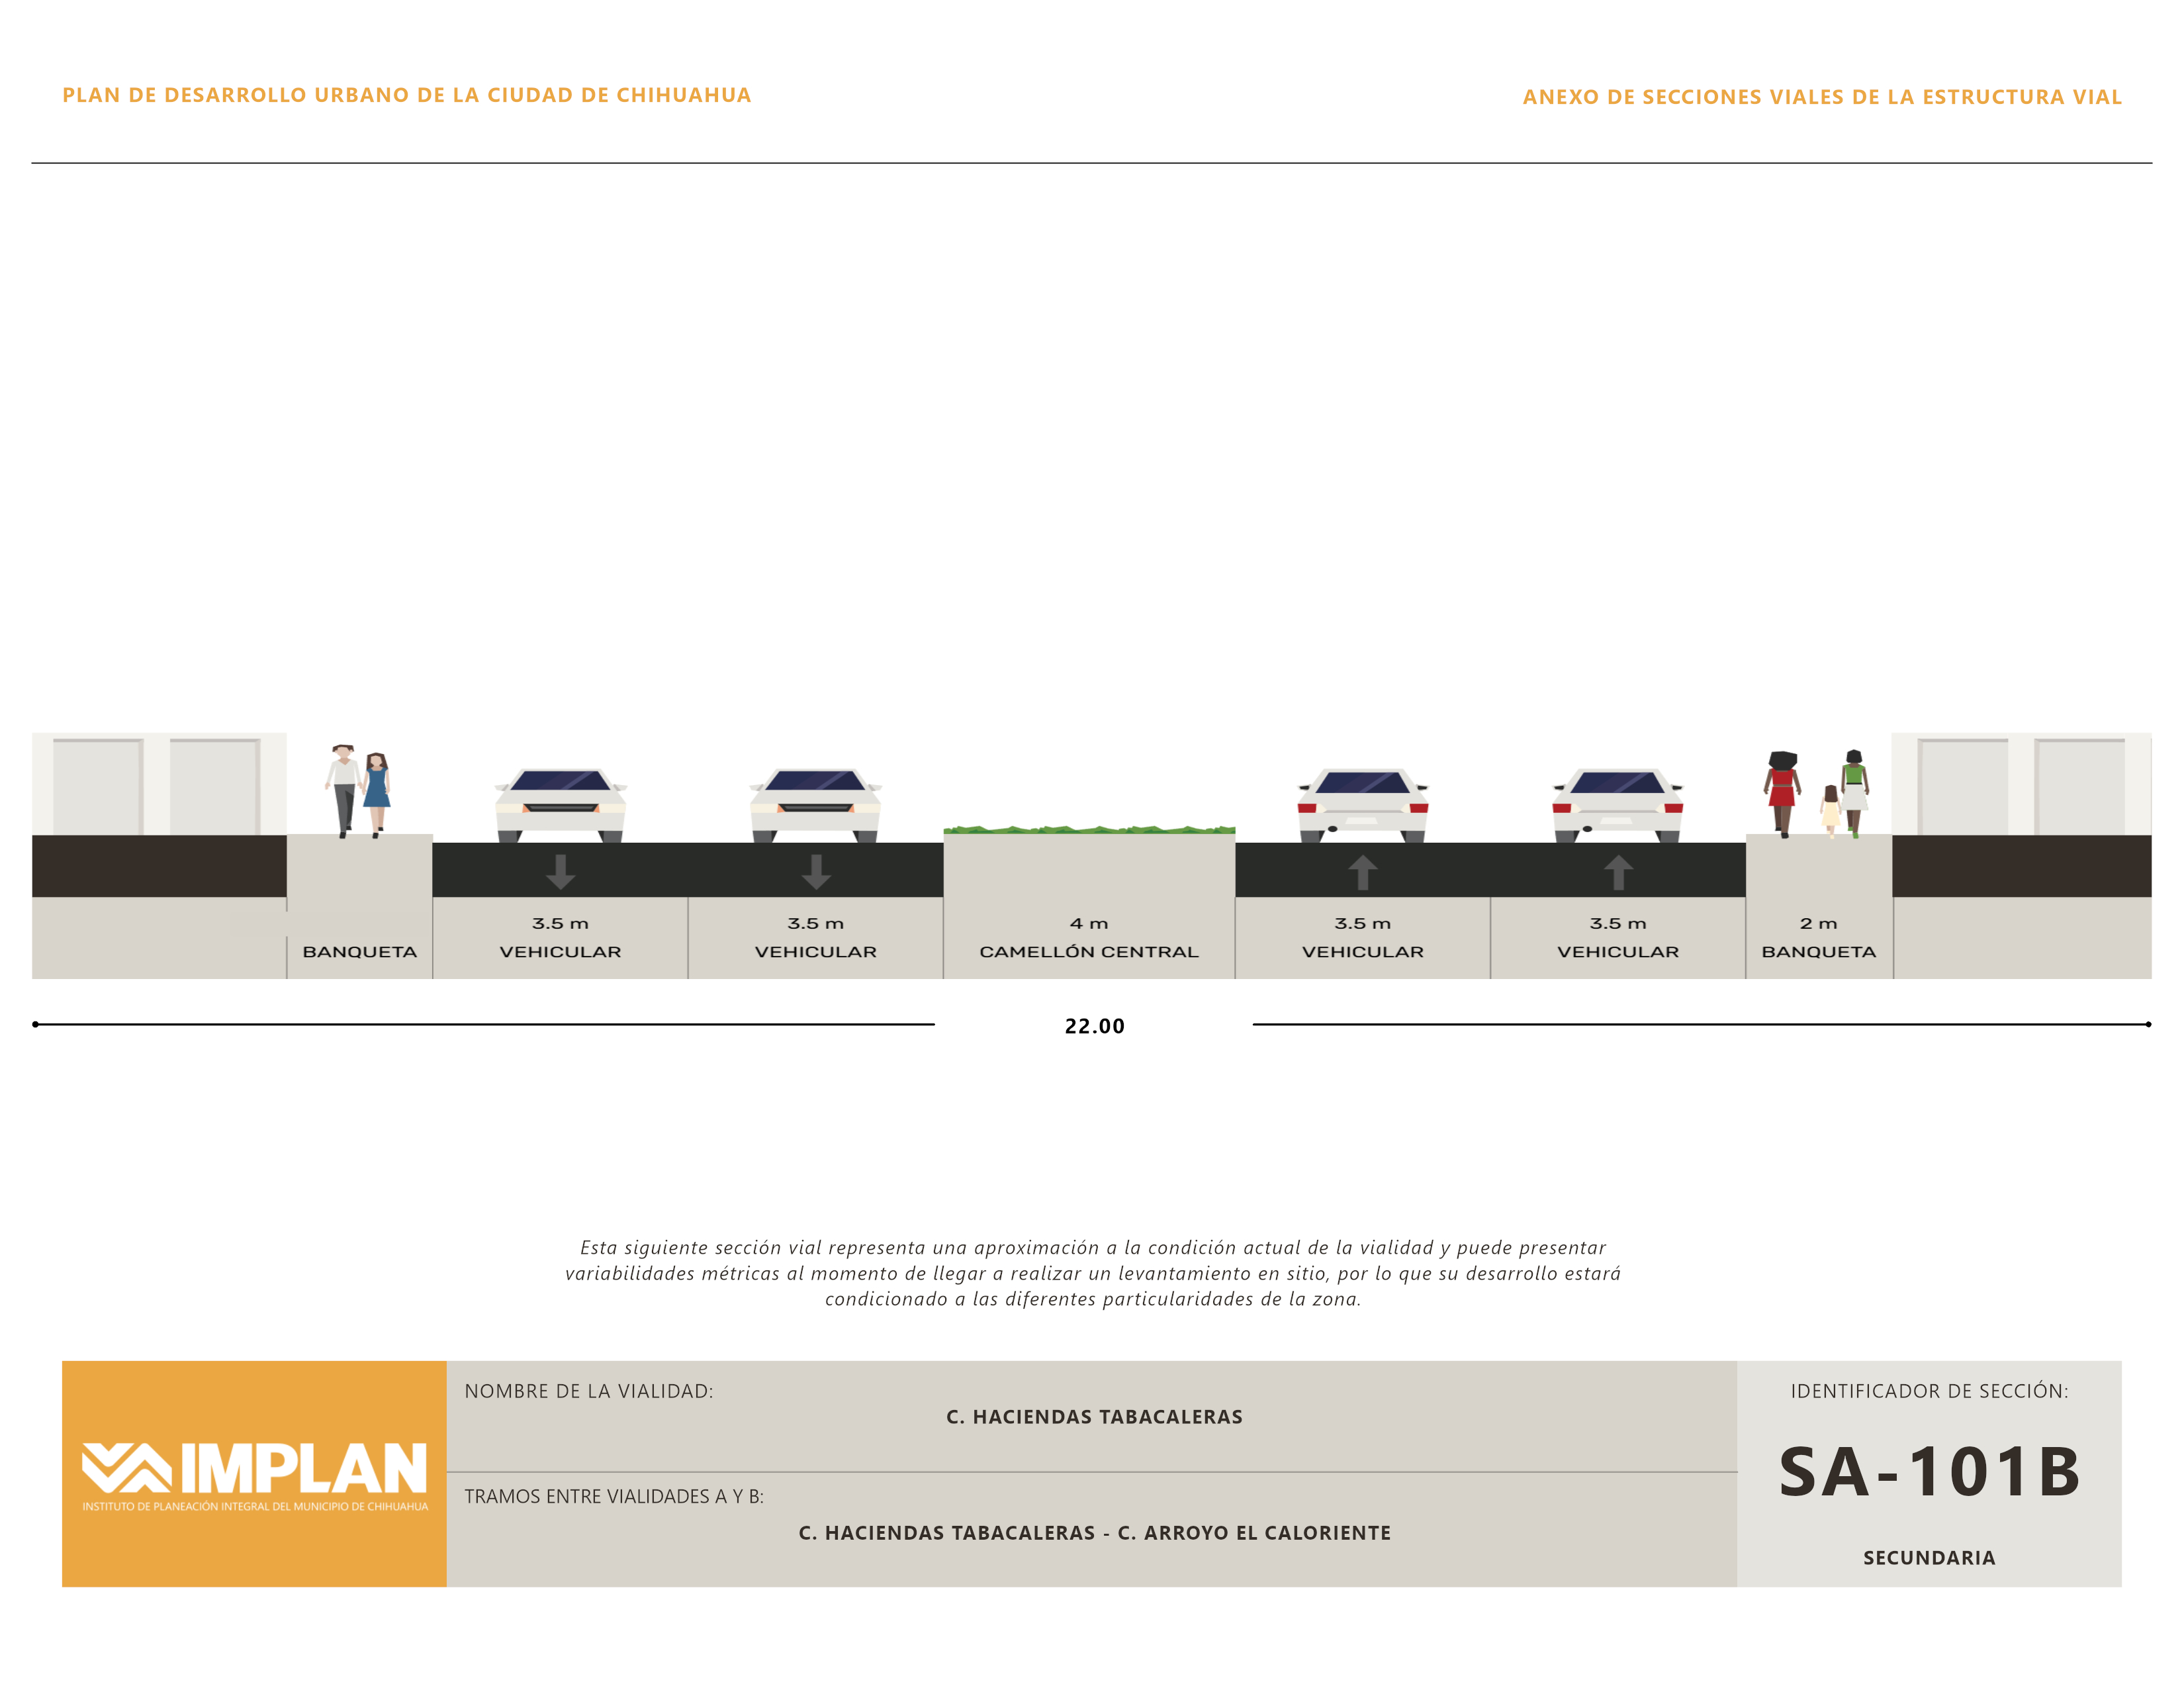 PLAN DE DESARROLLO URBANO DE LA CIUDAD DE CHIHUAHUA
ANEXO DE SECCIONES VIALES DE LA ESTRUCTURA VIAL
3.5 m
3.5 m
4 m
3.5 m
3.5 m
2 m
BANQUETA
VEHICULAR
VEHICULAR
CAMELLÓN CENTRAL
VEHICULAR
VEHICULAR
BANQUETA
22.00
Esta siguiente sección vial representa una aproximación a la condición actual de la vialidad y puede presentar
variabilidades métricas al momento de llegar a realizar un levantamiento en sitio, por lo que su desarrollo estará
condicionado a las diferentes particularidades de la zona.
IMPLAN
INSTITUTO DE PLANEACIÓN INTEGRAL DEL MUNICIPIO DE CHIHUAHUA
NOMBRE DE LA VIALIDAD:
C. HACIENDAS TABACALERAS
TRAMOS ENTRE VIALIDADES A Y B:
C. HACIENDAS TABACALERAS - C. ARROYO EL CALORIENTE
IDENTIFICADOR DE SECCIÓN:
SA-101B
SECUNDARIA